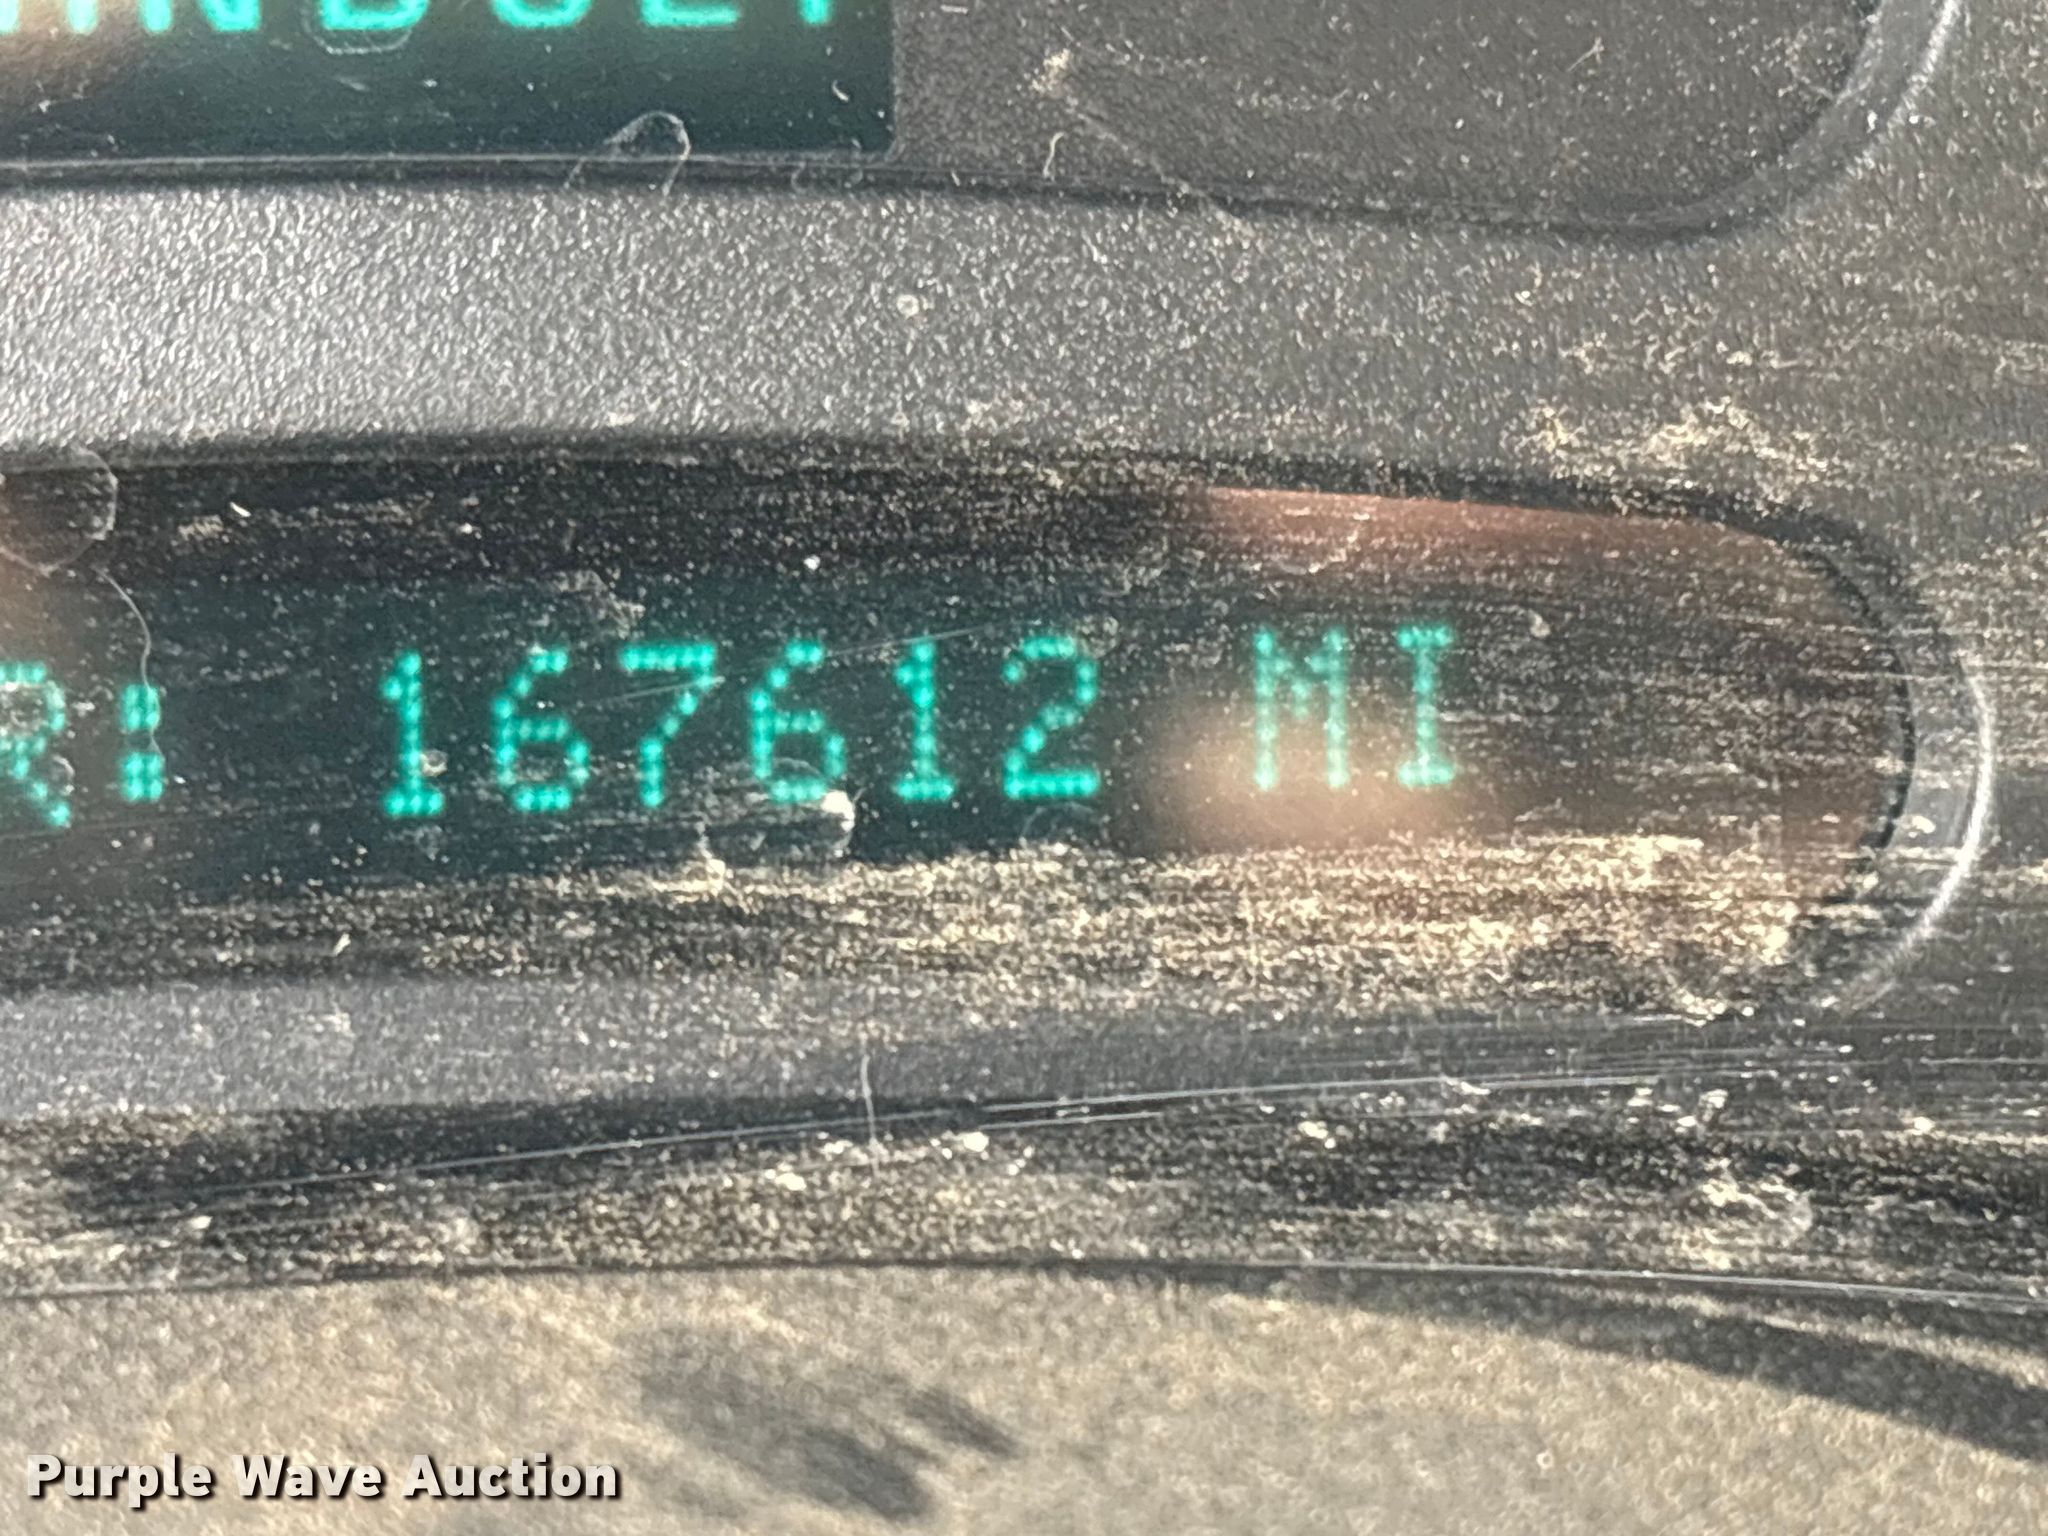 R: 167612 MI
Purple Wave Auction